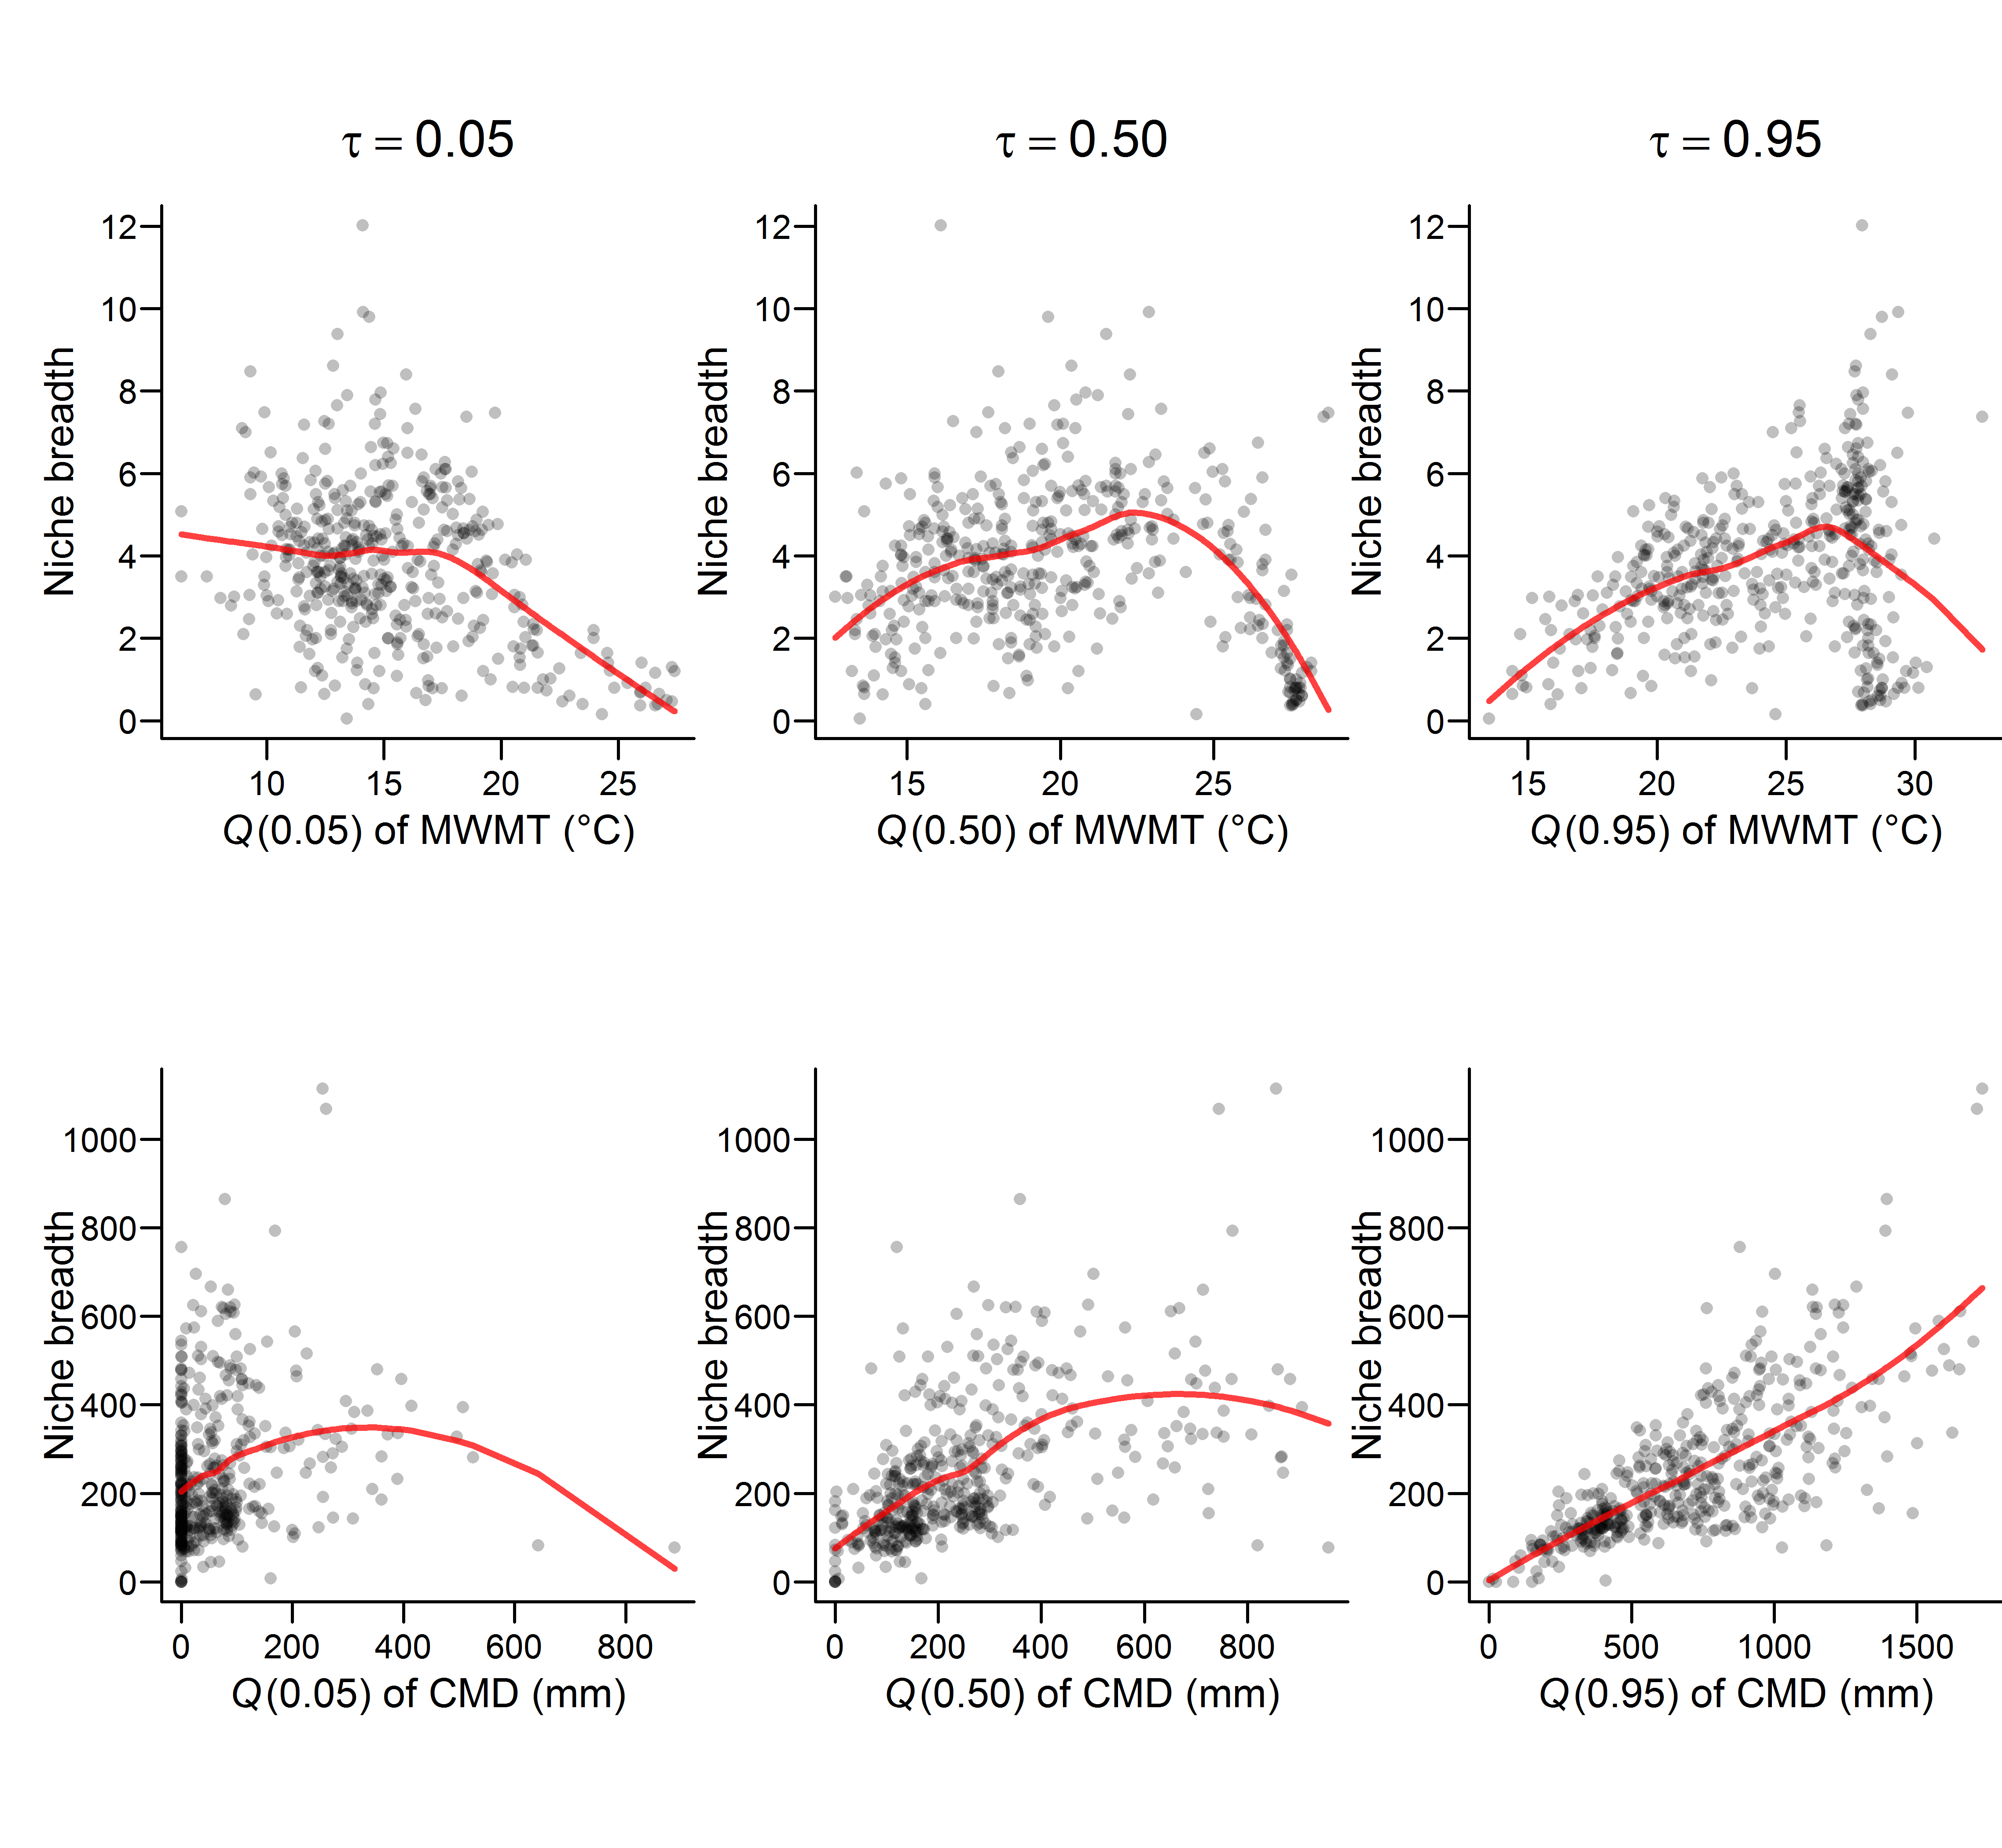 τ = 0.05
τ = 0.50
τ = 0.95
Niche breadth
12
10
8
6
4
2
0
10 15 20 25
Q(0.05) of MWMT (°C)
Niche breadth
12
10
8
6
4
2
0
15 20 25
Q(0.50) of MWMT (°C)
Niche breadth
12
10
8
6
4
2
0
15 20 25 30
Q(0.95) of MWMT (°C)
Niche breadth
1000
800
600
400
200
0
0 200 400 600 800
Q(0.05) of CMD (mm)
Niche breadth
1000
800
600
400
200
0
0 200 400 600 800
Q(0.50) of CMD (mm)
Niche breadth
1000
800
600
400
200
0
0 500 1000 1500
Q(0.95) of CMD (mm)